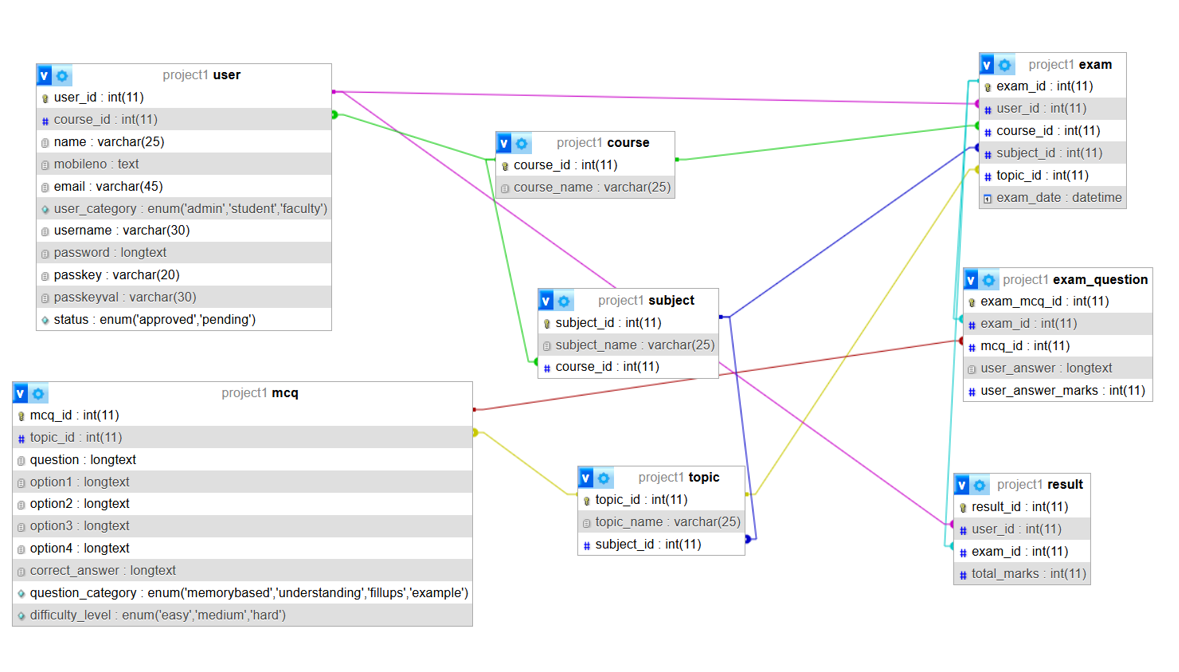 project1 user
user_id : int(11)
course_id : int(11)
name : varchar(25)
mobileno : text
email : varchar(45)
user_category : enum('admin','student','faculty')
username : varchar(30)
password : longtext
passkey : varchar(20)
passkeyval : varchar(30)
status : enum('approved','pending')
project1 course
course_id : int(11)
course_name : varchar(25)
project1 exam
exam_id : int(11)
user_id : int(11)
course_id : int(11)
subject_id : int(11)
topic_id : int(11)
exam_date : datetime
project1 subject
subject_id : int(11)
subject_name : varchar(25)
course_id : int(11)
project1 exam_question
exam_mcq_id : int(11)
exam_id : int(11)
mcq_id : int(11)
user_answer : longtext
user_answer_marks : int(11)
project1 mcq
mcq_id : int(11)
topic_id : int(11)
question : longtext
option1 : longtext
option2 : longtext
option3 : longtext
option4 : longtext
correct_answer : longtext
question_category : enum('memorybased','understanding','fillups','example')
difficulty_level : enum('easy','medium','hard')
project1 topic
topic_id : int(11)
topic_name : varchar(25)
subject_id : int(11)
project1 result
result_id : int(11)
user_id : int(11)
exam_id : int(11)
total_marks : int(11)